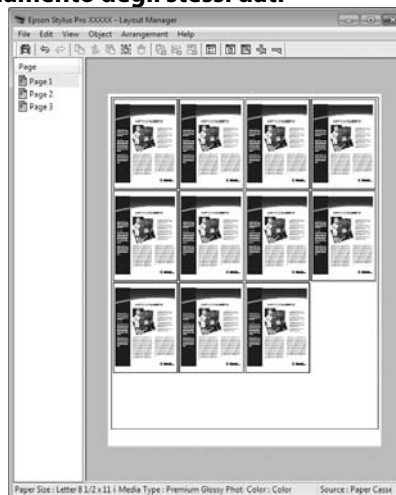 amento degli stessi dati
Epson Stylus Pro XXXXX - Layout Manager
File Edit View Object Arrangement Help
Page
Page 1
Page 2
Page 3
Paper Size : Letter 8 1/2 x 11 i Media Type : Premium Glossy Phot Color : Color Source : Paper Casse